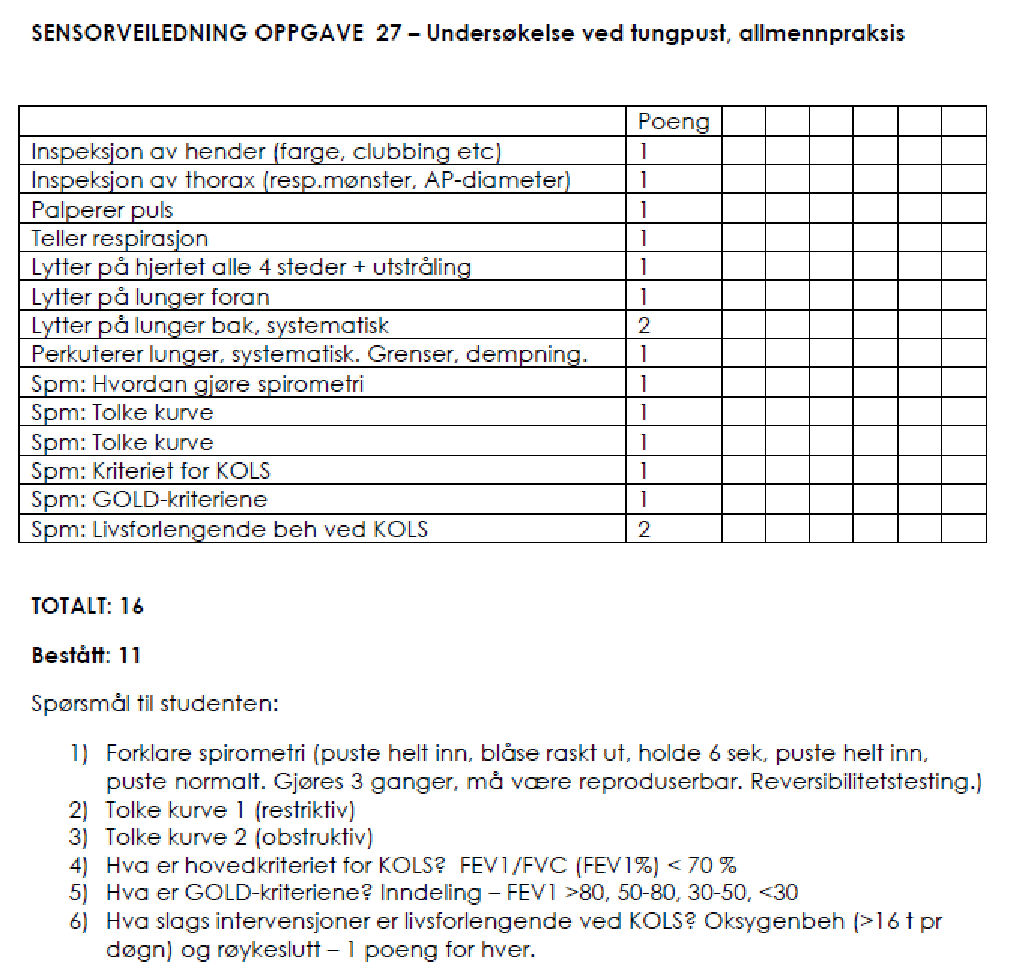 SENSORVEILEDNING OPPGAVE 27 – Undersøkelse ved tungpust, allmennpraksis
Poeng
Inspeksjon av hender (farge, clubbing etc) 1
Inspeksjon av thorax (resp.mønster, AP-diameter) 1
Palperer puls 1
Teller respirasjon 1
Lytter på hjertet alle 4 steder + utstråling 1
Lytter på lunger foran 1
Lytter på lunger bak, systematisk 2
Perkuterer lunger, systematisk. Grenser, dempning. 1
Spm: Hvordan gjøre spirometri 1
Spm: Tolke kurve 1
Spm: Tolke kurve 1
Spm: Kriteriet for KOLS 1
Spm: GOLD-kriteriene 1
Spm: Livsforlengende beh ved KOLS 2
TOTALT: 16
Bestått: 11
Spørsmål til studenten:
1) Forklare spirometri (puste helt inn, blåse raskt ut, holde 6 sek, puste helt inn,
puste normalt. Gjøres 3 ganger, må være reproduserbar. Reversibilitetstesting.)
2) Tolke kurve 1 (restriktiv)
3) Tolke kurve 2 (obstruktiv)
4) Hva er hovedkriteriet for KOLS? FEV1/FVC (FEV1%) < 70 %
5) Hva er GOLD-kriteriene? Inndeling – FEV1 >80, 50-80, 30-50, <30
6) Hva slags intervensjoner er livsforlengende ved KOLS? Oksygenbeh (>16 t pr
døgn) og røykeslutt – 1 poeng for hver.